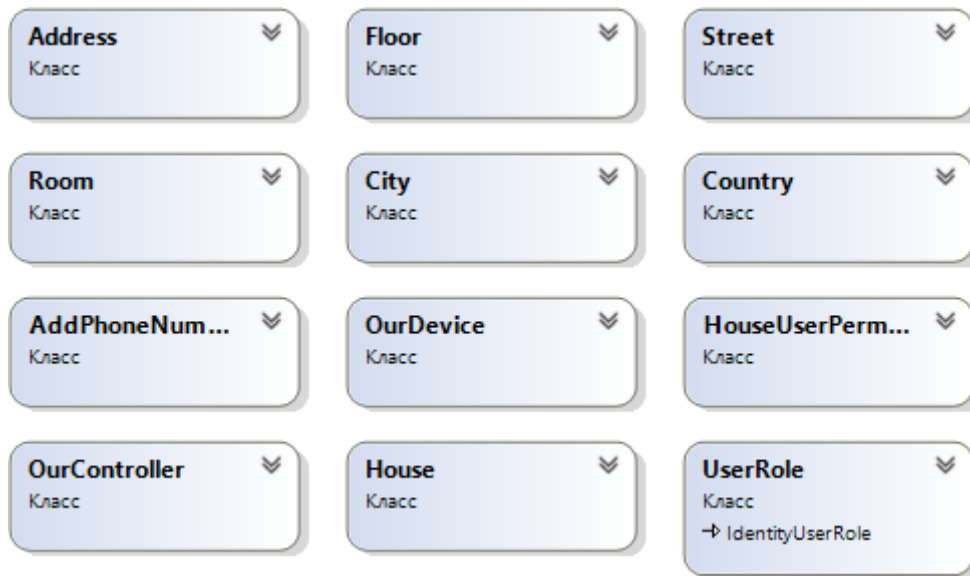 Address
Класс
Floor
Класс
Street
Класс
Room
Класс
City
Класс
Country
Класс
AddPhoneNum...
Класс
OurDevice
Класс
HouseUserPerm...
Класс
OurController
Класс
House
Класс
UserRole
Класс
IdentityUserRole